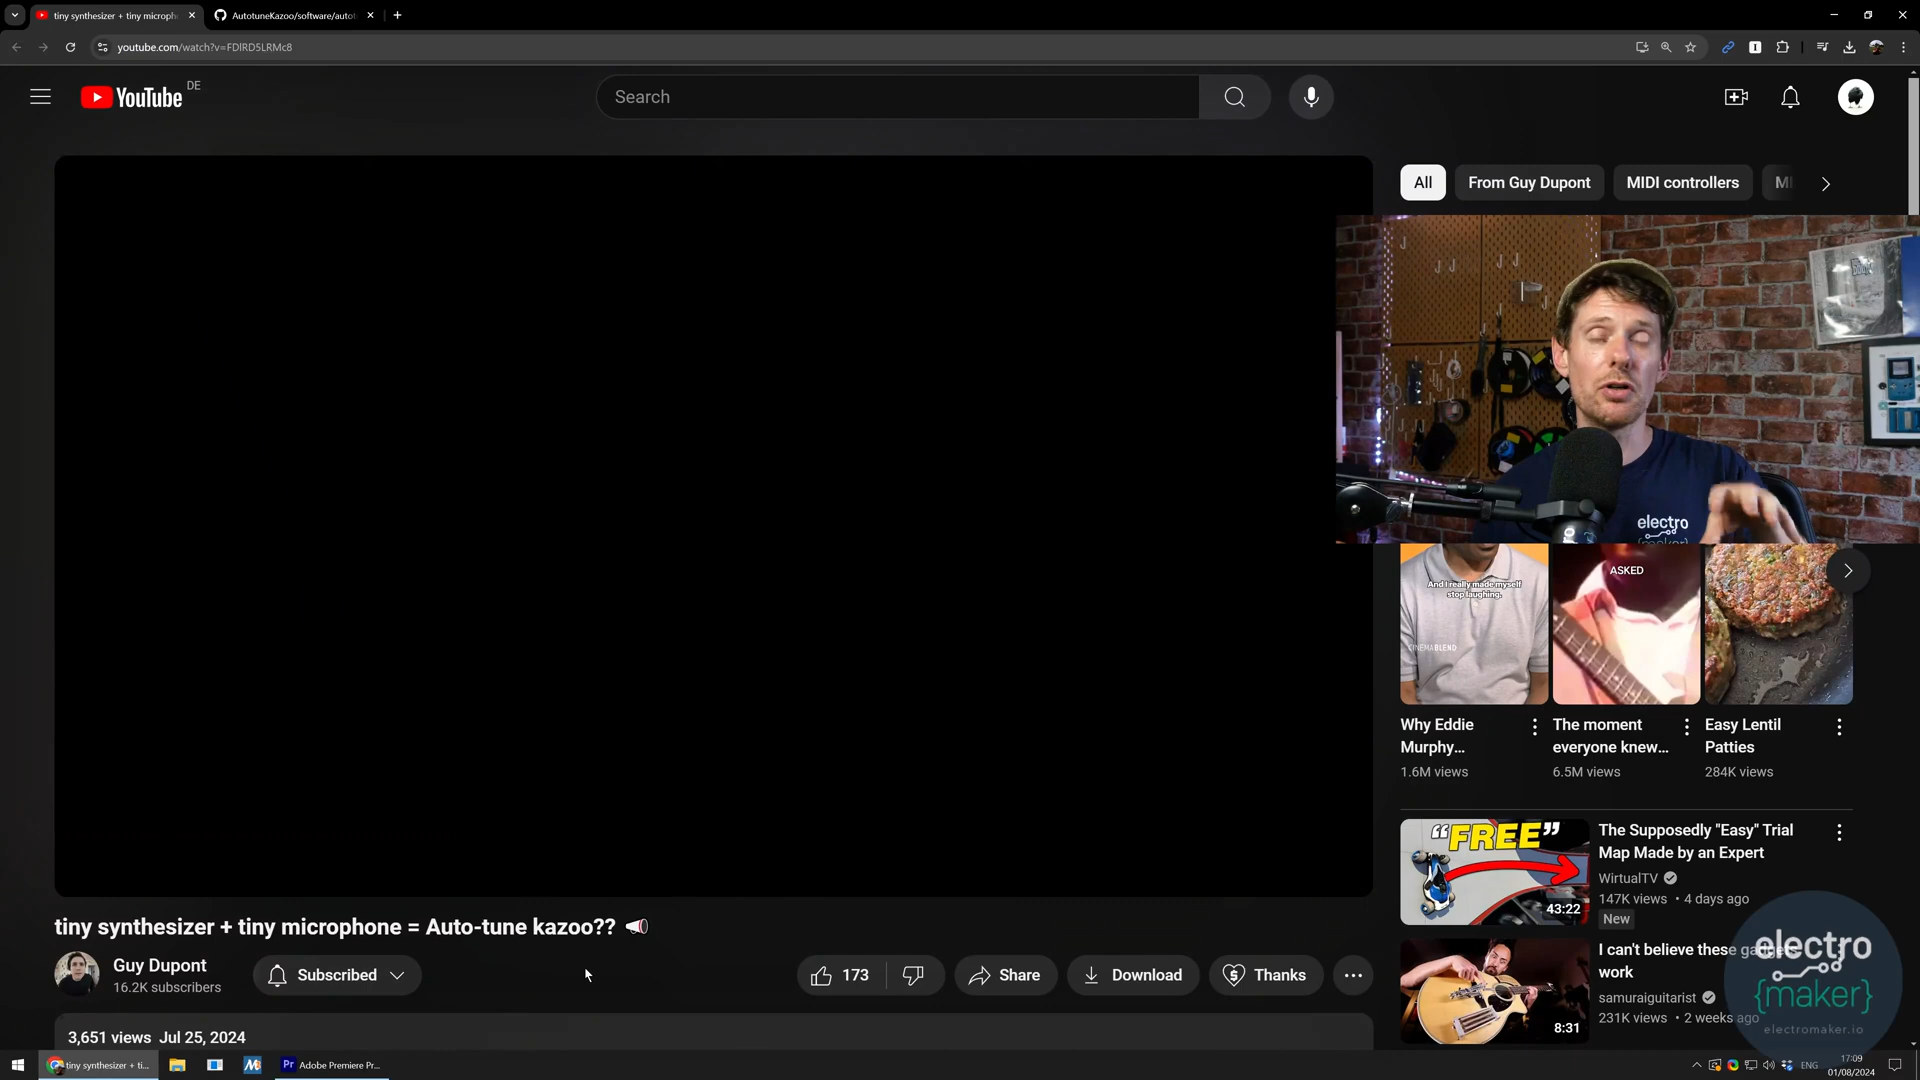 tiny synthesizer + tiny microph
AutotuneKazoo/software/autot
youtube.com/watch?v=FDlRD5LRMc8
YouTube
DE
Search
All
From Guy Dupont
MIDI controllers
electro
And I really made myself
stop laughing.
CINEMABLEND
ASKED
Why Eddie
Murphy…
1.6M views
The moment
everyone knew…
6.5M views
Easy Lentil
Patties
284K views
"FREE"
43:22
The Supposedly "Easy" Trial
Map Made by an Expert
WirtualTV
147K views • 4 days ago
New
I can't believe these gadgets
work
samuraiguitarist
231K views • 2 weeks ago
8:31
tiny synthesizer + tiny microphone = Auto-tune kazoo??
Guy Dupont
16.2K subscribers
Subscribed
173
Share
Download
Thanks
3,651 views Jul 25, 2024
electro
{maker}
electromaker.io
tiny synthesizer + ti...
Pr
Adobe Premiere Pr...
ENG
17:09
01/08/2024